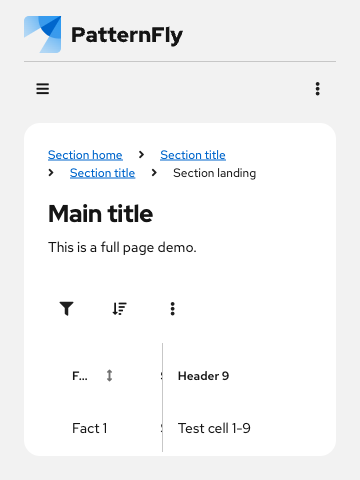 PatternFly
Section home
Section title
Section title
Section landing
Main title
This is a full page demo.
F...
Header 9
Fact 1
Test cell 1-9